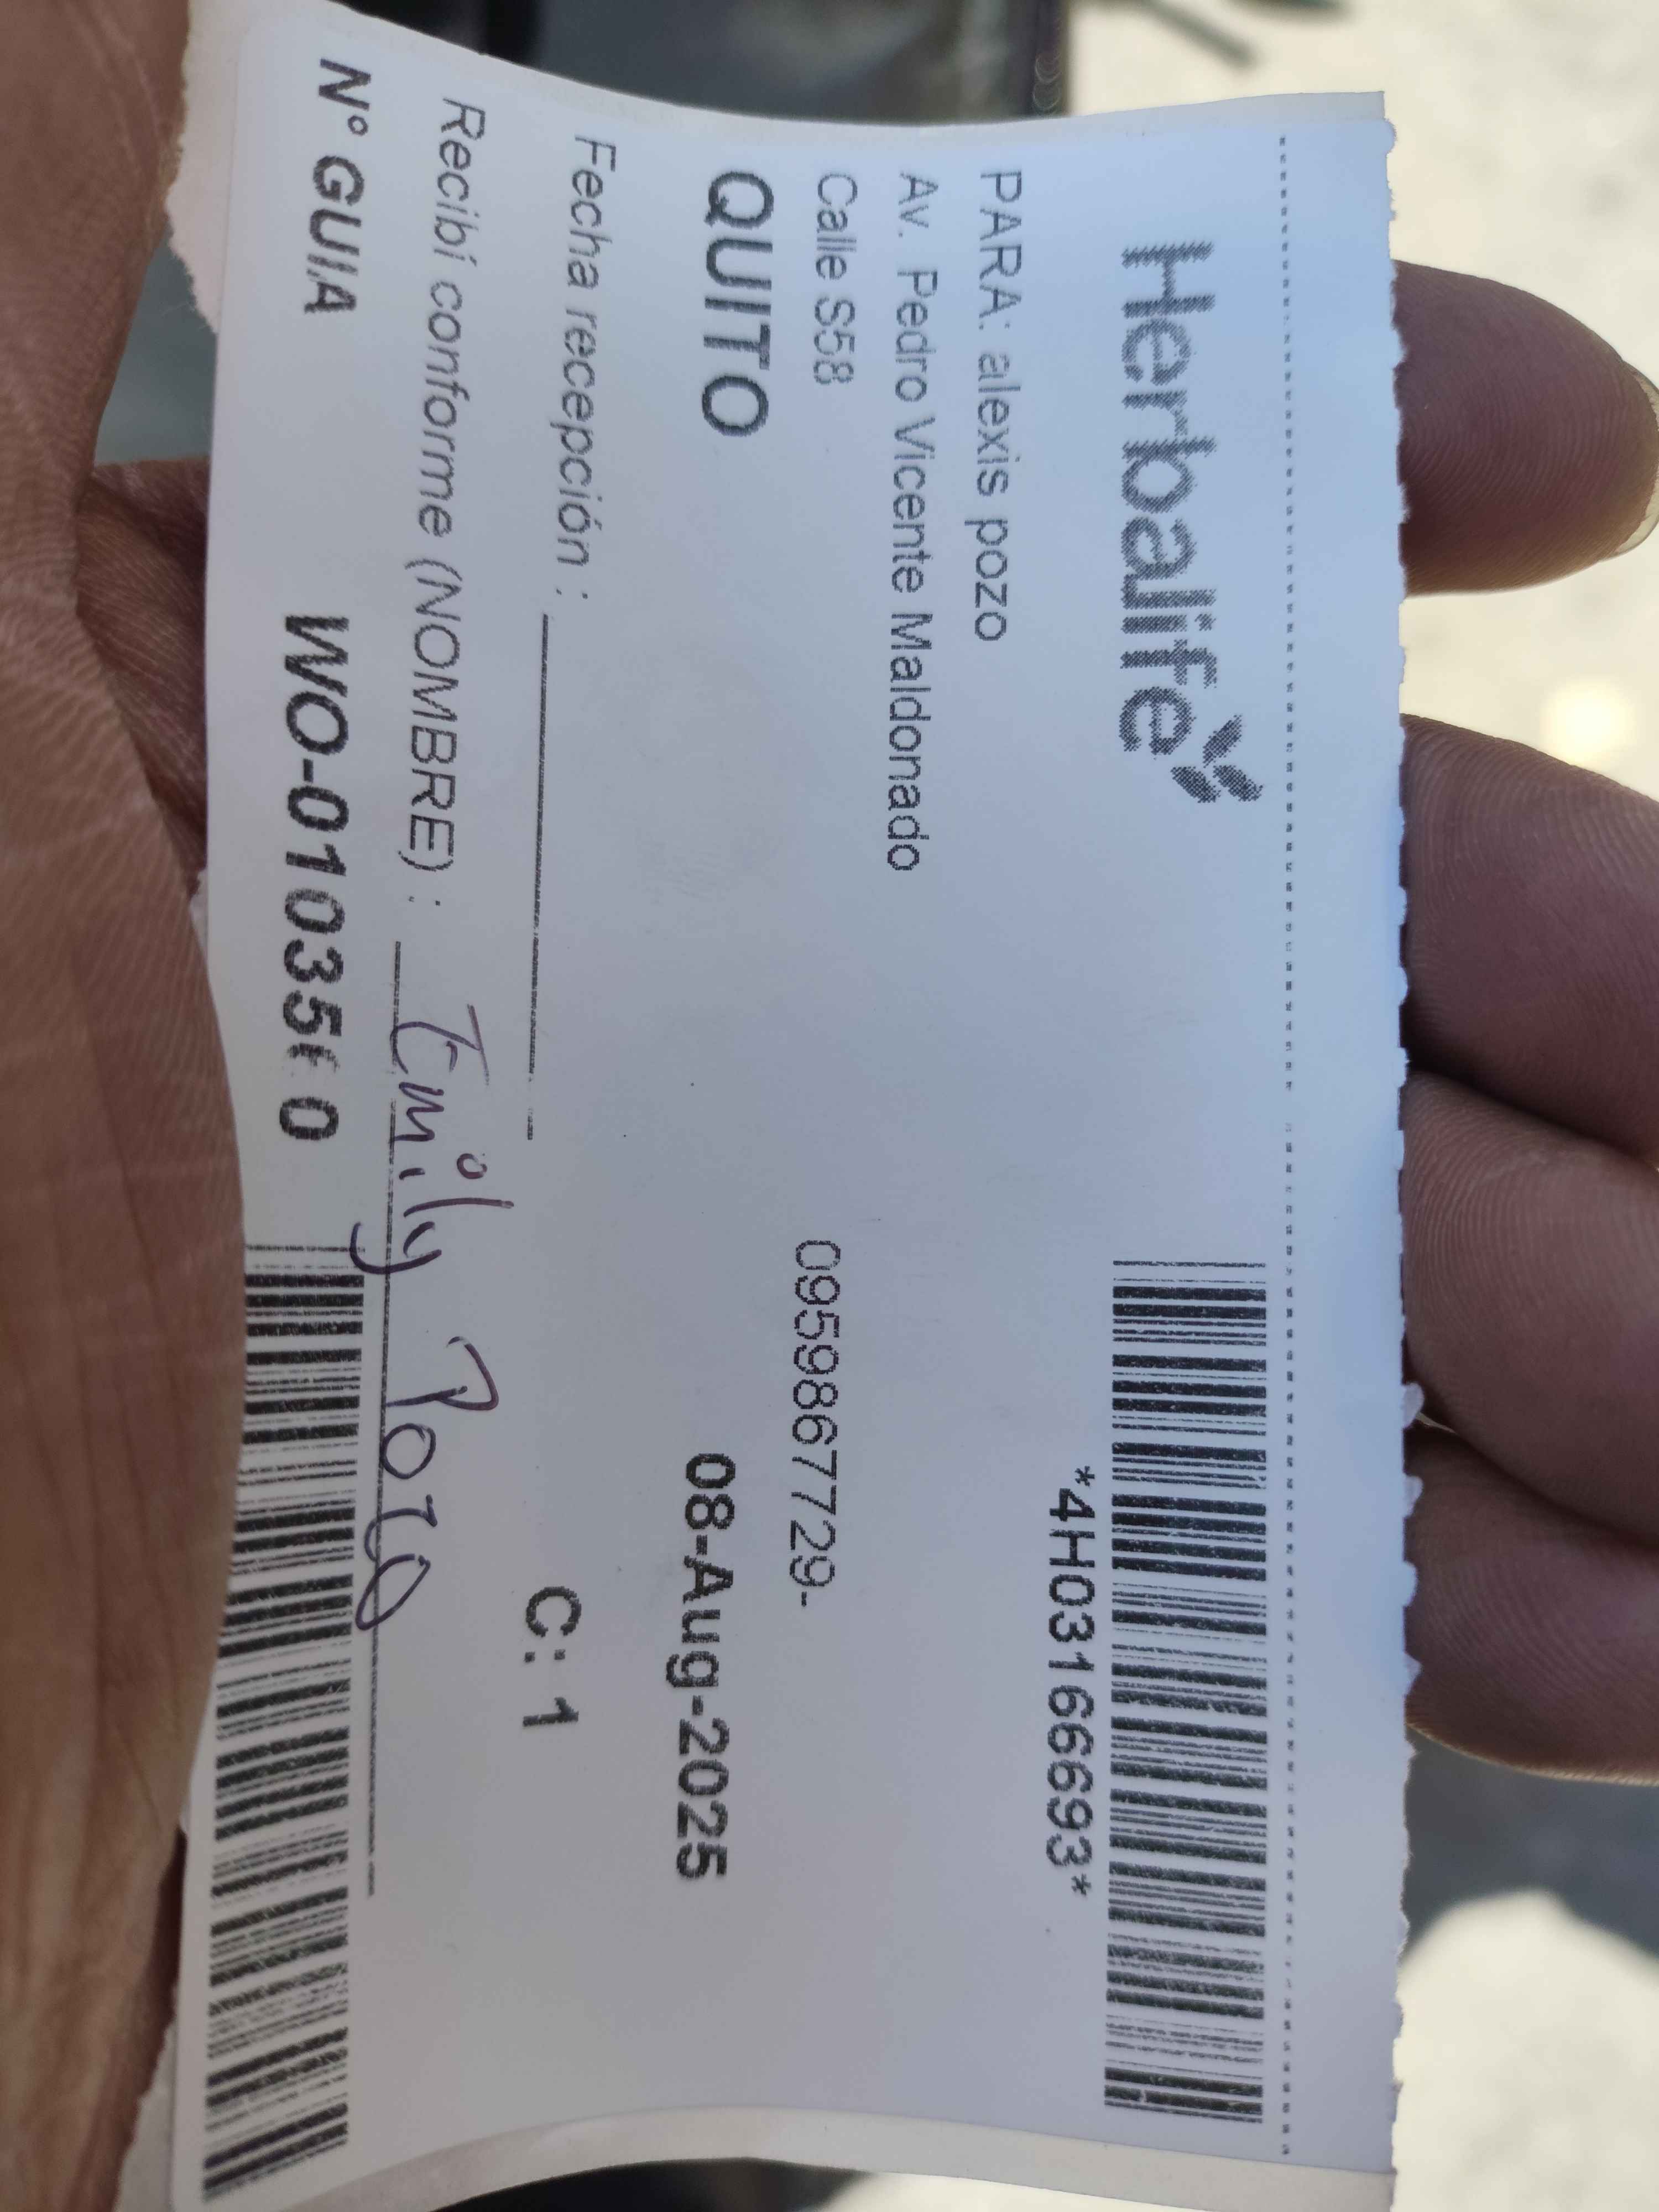 Herbalife
*4H03166693*
PARA: alexis pozo
Av. Pedro Vicente Maldonado
Calle S58
0959867729-
QUITO
08-Aug-2025
Fecha recepción :
C: 1
Recibí conforme (NOMBRE) : Emily Pozo
Nº GUIA